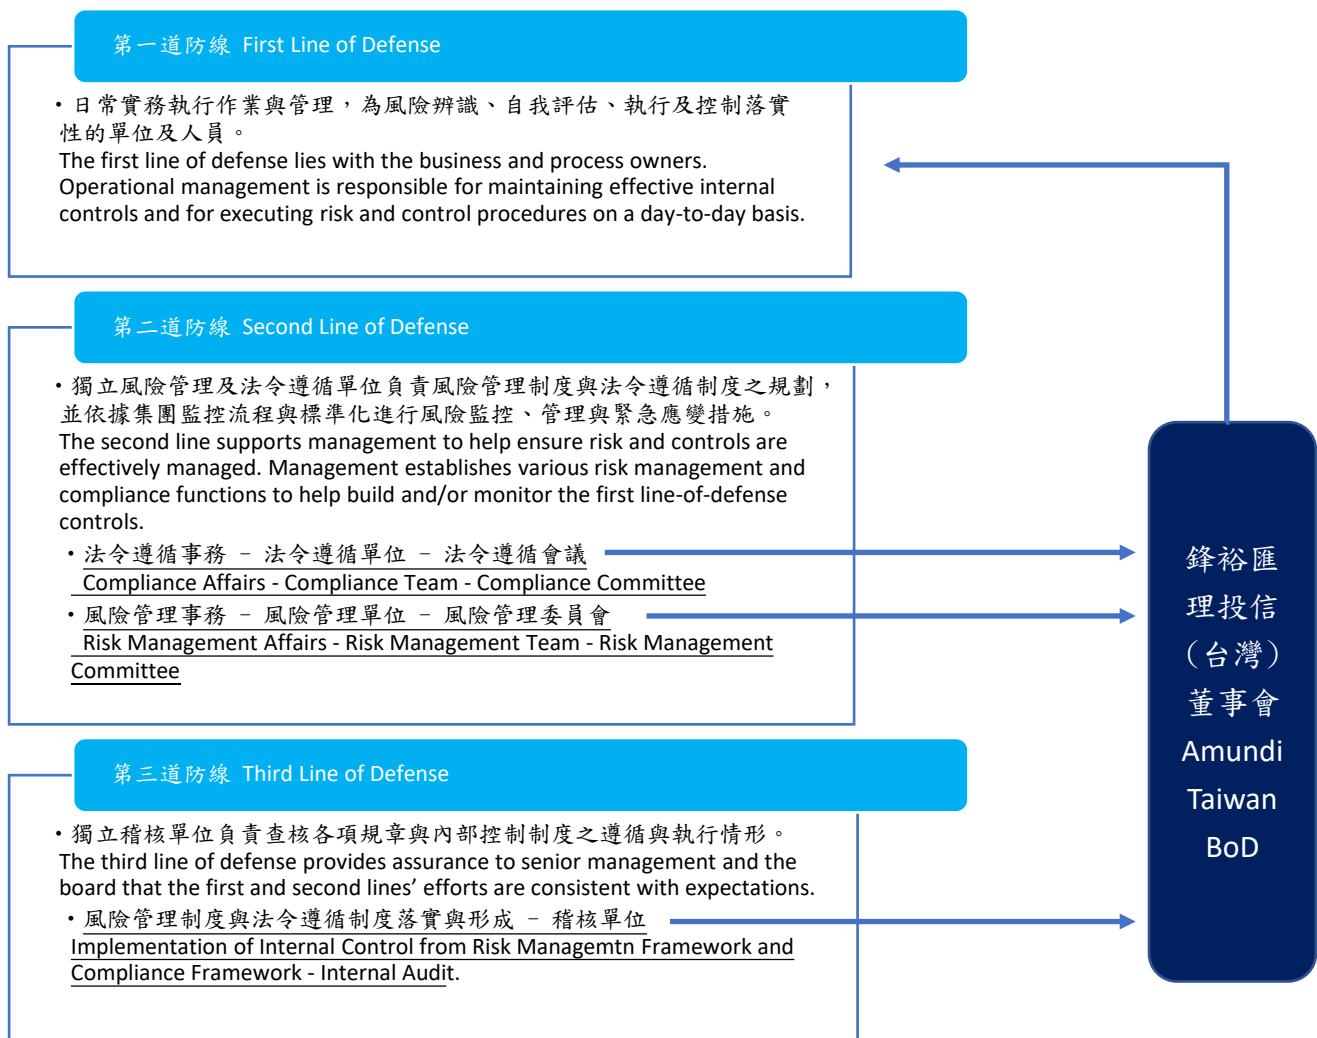 第一道防線 First Line of Defense
・日常實務執行作業與管理，為風險辨識、自我評估、執行及控制落實
性的單位及人員。
The first line of defense lies with the business and process owners.
Operational management is responsible for maintaining effective internal
controls and for executing risk and control procedures on a day-to-day basis.
第二道防線 Second Line of Defense
・獨立風險管理及法令遵循單位負責風險管理制度與法令遵循制度之規劃，
並依據集團監控流程與標準化進行風險監控、管理與緊急應變措施。
The second line supports management to help ensure risk and controls are
effectively managed. Management establishes various risk management and
compliance functions to help build and/or monitor the first line-of-defense
controls.
・法令遵循事務 – 法令遵循單位 – 法令遵循會議
Compliance Affairs - Compliance Team - Compliance Committee
・風險管理事務 – 風險管理單位 – 風險管理委員會
Risk Management Affairs - Risk Management Team - Risk Management
Committee
第三道防線 Third Line of Defense
・獨立稽核單位負責查核各項規章與內部控制制度之遵循與執行情形。
The third line of defense provides assurance to senior management and the
board that the first and second lines’ efforts are consistent with expectations.
・風險管理制度與法令遵循制度落實與形成 – 稽核單位
Implementation of Internal Control from Risk Managemtn Framework and
Compliance Framework - Internal Audit.
鋒裕匯
理投信
（台灣）
董事會
Amundi
Taiwan
BoD